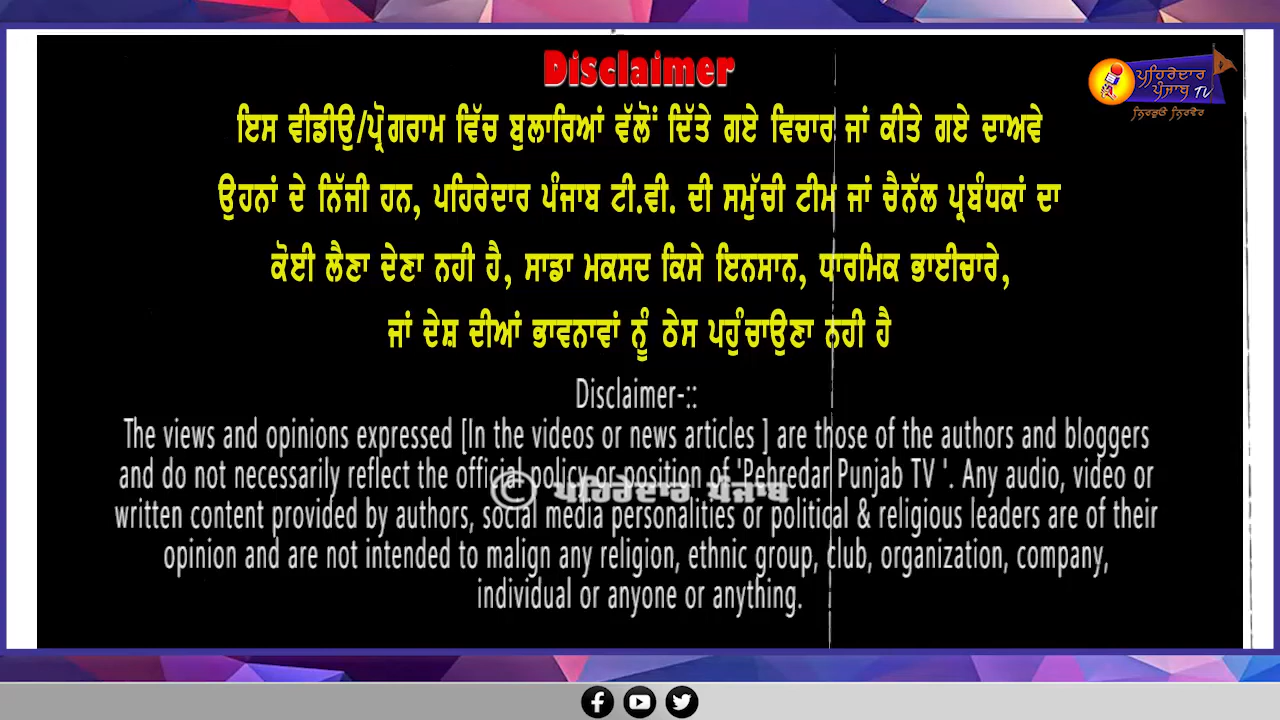 Disclaimer
ਪਹਿਰੇਦਾਰ
ਪੰਜਾਬ TV
ਨਿਰਭਉ ਨਿਰਵੈਰ
ਇਸ ਵੀਡੀਉ/ਪ੍ਰੋਗਰਾਮ ਵਿੱਚ ਬੁਲਾਰਿਆਂ ਵੱਲੋਂ ਦਿੱਤੇ ਗਏ ਵਿਚਾਰ ਜਾਂ ਕੀਤੇ ਗਏ ਦਾਅਵੇ
ਉਹਨਾਂ ਦੇ ਨਿੱਜੀ ਹਨ, ਪਹਿਰੇਦਾਰ ਪੰਜਾਬ ਟੀ.ਵੀ. ਦੀ ਸਮੁੱਚੀ ਟੀਮ ਜਾਂ ਚੈਨੱਲ ਪ੍ਰਬੰਧਕਾਂ ਦਾ
ਕੋਈ ਲੈਣਾ ਦੇਣਾ ਨਹੀ ਹੈ, ਸਾਡਾ ਮਕਸਦ ਕਿਸੇ ਇਨਸਾਨ, ਧਾਰਮਿਕ ਭਾਈਚਾਰੇ,
ਜਾਂ ਦੇਸ਼ ਦੀਆਂ ਭਾਵਨਾਵਾਂ ਨੂੰ ਠੇਸ ਪਹੁੰਚਾਉਣਾ ਨਹੀ ਹੈ
Disclaimer-::
The views and opinions expressed [In the videos or news articles ] are those of the authors and bloggers
and do not necessarily reflect the official policy or position of 'Pehredar Punjab TV '. Any audio, video or
© ਪਹਿਰੇਦਾਰ ਪੰਜਾਬ
written content provided by authors, social media personalities or political & religious leaders are of their
opinion and are not intended to malign any religion, ethnic group, club, organization, company,
individual or anyone or anything.